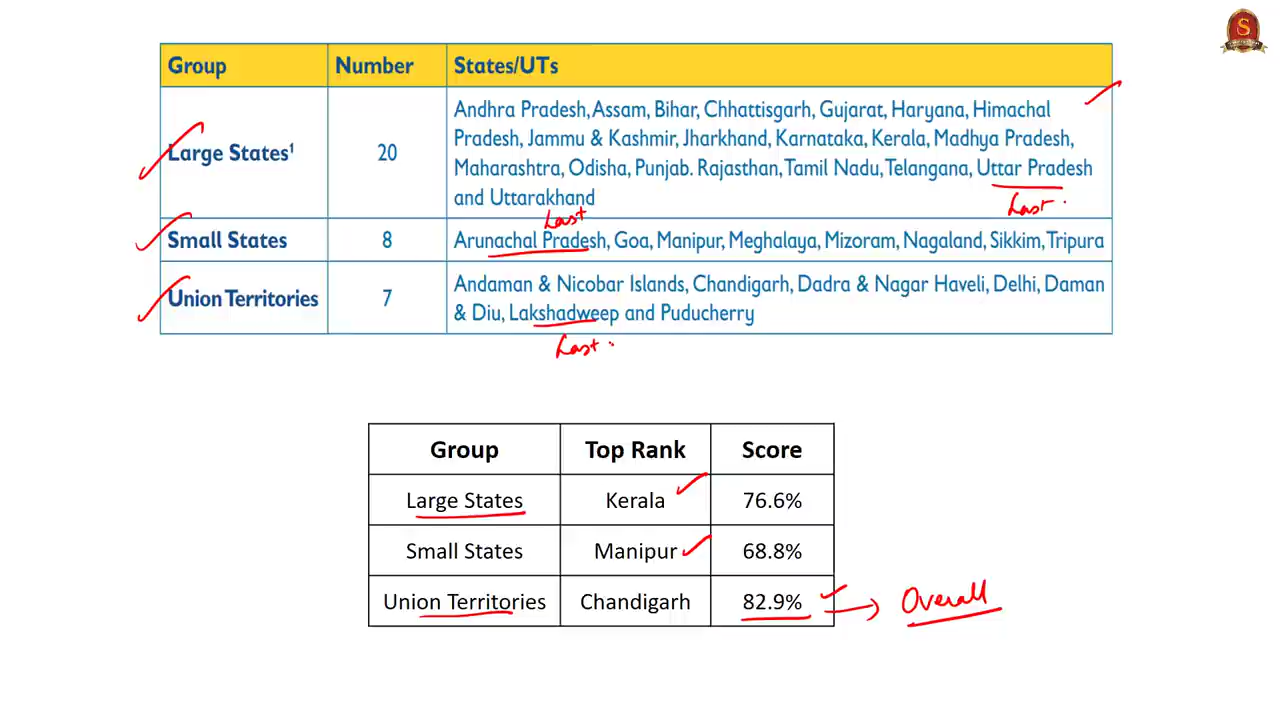 S
Group Number States/UTs
Large States¹ 20 Andhra Pradesh, Assam, Bihar, Chhattisgarh, Gujarat, Haryana, Himachal
Pradesh, Jammu & Kashmir, Jharkhand, Karnataka, Kerala, Madhya Pradesh,
Maharashtra, Odisha, Punjab. Rajasthan, Tamil Nadu, Telangana, Uttar Pradesh
and Uttarakhand
Last.
Last
Small States 8 Arunachal Pradesh, Goa, Manipur, Meghalaya, Mizoram, Nagaland, Sikkim, Tripura
Union Territories 7 Andaman & Nicobar Islands, Chandigarh, Dadra & Nagar Haveli, Delhi, Daman
& Diu, Lakshadweep and Puducherry
Last.
Group Top Rank Score
Large States Kerala 76.6%
Small States Manipur 68.8%
Union Territories Chandigarh 82.9% Overall